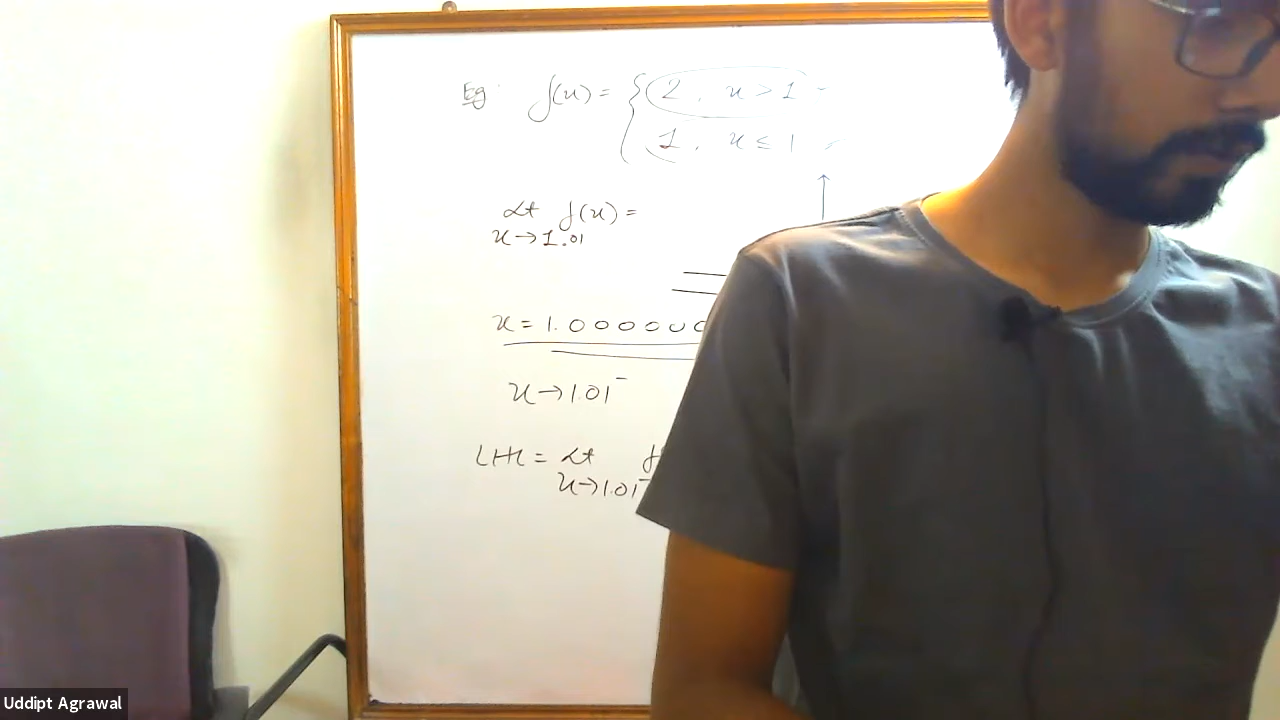 Eg. f(x) = { 2 , x > 1
1 , x ≤ 1
Lt f(x) =
x → 1.01
x = 1.000000
x → 1.01⁻
LHL = Lt f
x → 1.01⁻
Uddipt Agrawal